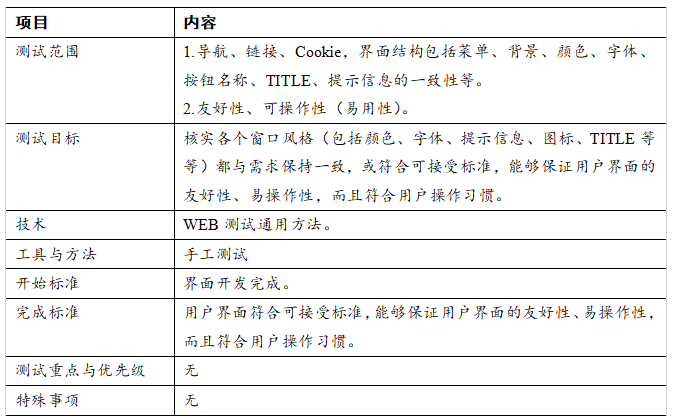 项目 内容
测试范围 1.导航、链接、Cookie，界面结构包括菜单、背景、颜色、字体、
按钮名称、TITLE、提示信息的一致性等。
2.友好性、可操作性（易用性）。
测试目标 核实各个窗口风格（包括颜色、字体、提示信息、图标、TITLE 等
等）都与需求保持一致，或符合可接受标准，能够保证用户界面的
友好性、易操作性，而且符合用户操作习惯。
技术 WEB 测试通用方法。
工具与方法 手工测试
开始标准 界面开发完成。
完成标准 用户界面符合可接受标准，能够保证用户界面的友好性、易操作性，
而且符合用户操作习惯。
测试重点与优先级 无
特殊事项 无